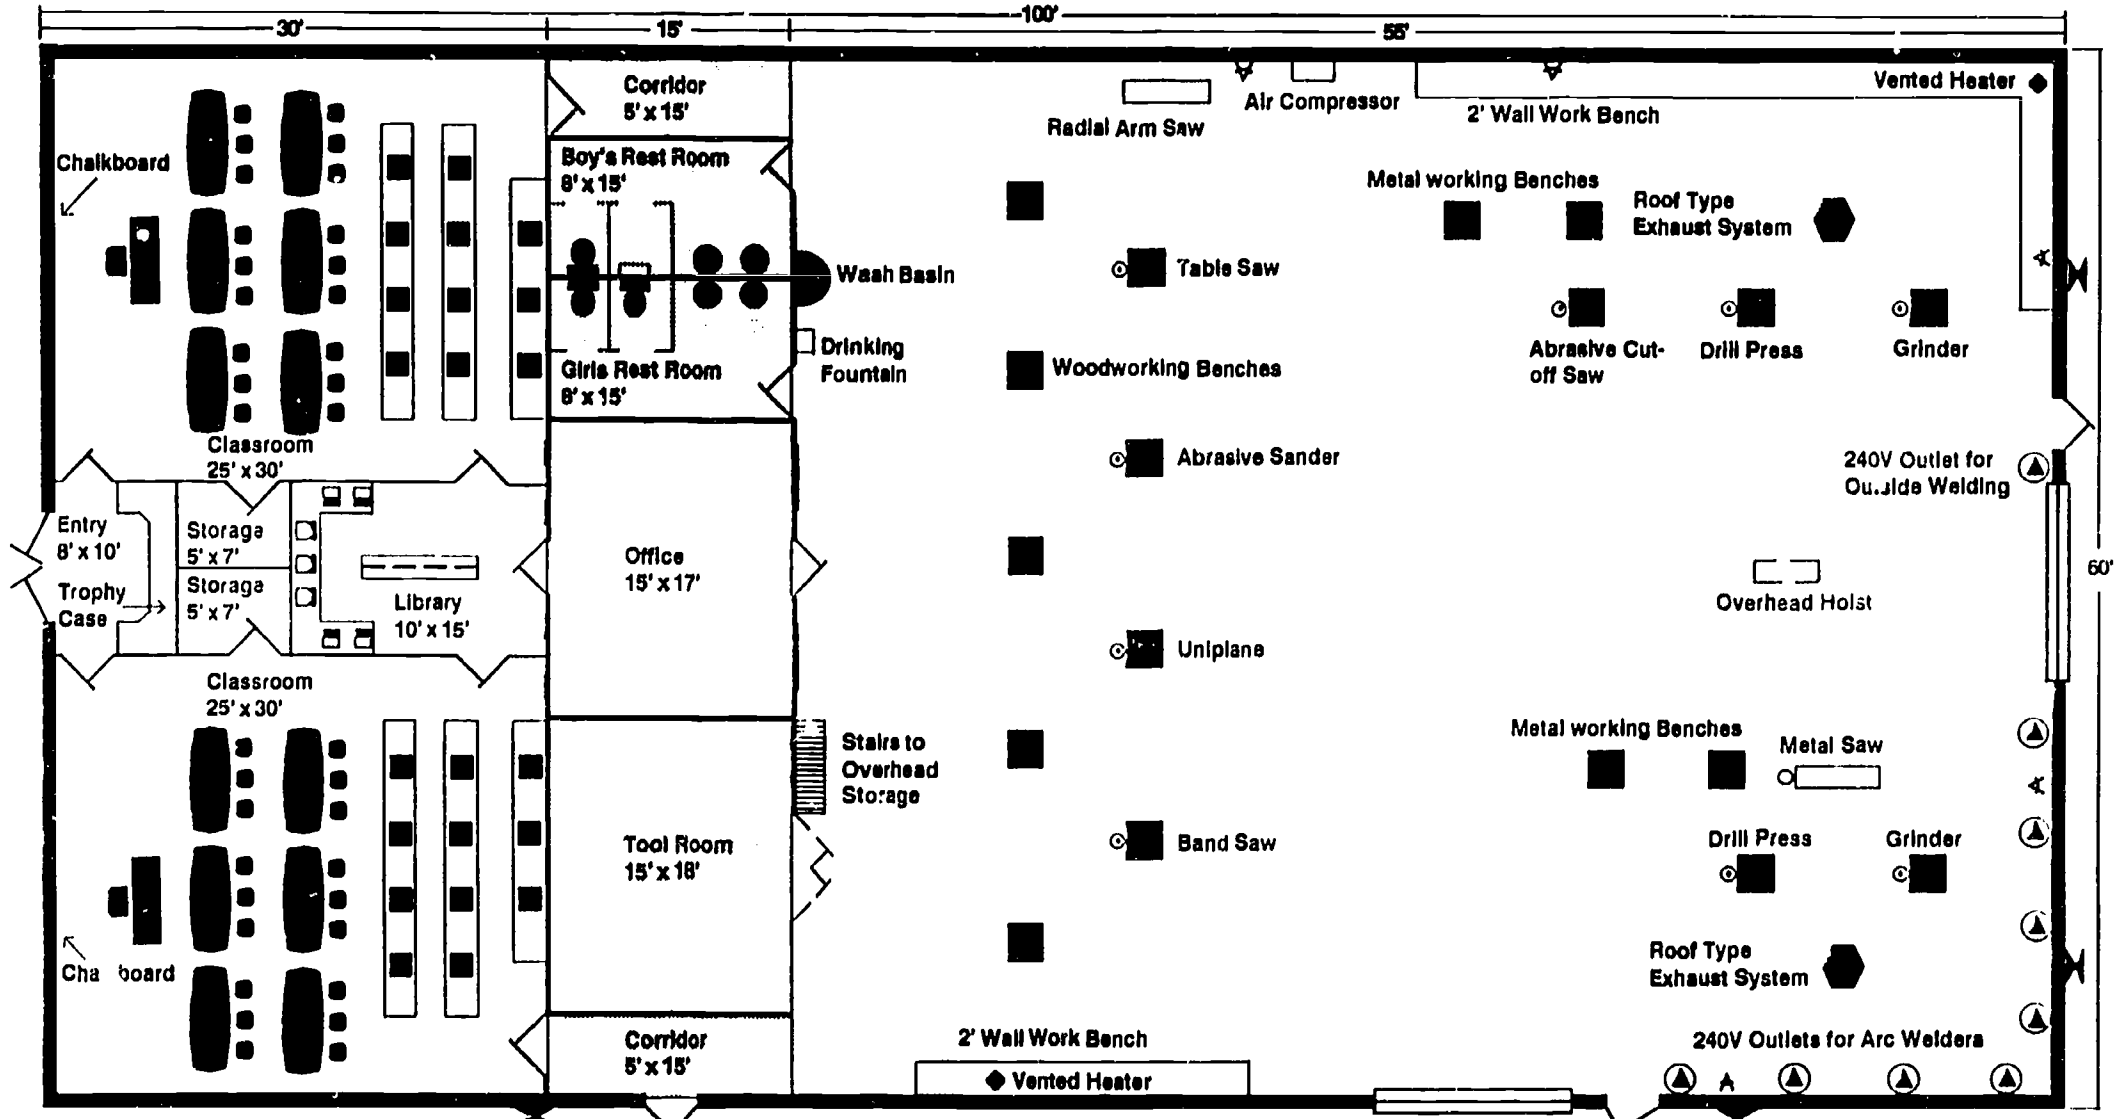 100'
30'
15'
55'
Corridor
5' x 15'
Vented Heater
Air Compressor
2' Wall Work Bench
Radial Arm Saw
Chalkboard
Boy's Rest Room
8' x 15'
Metal working Benches
Roof Type
Exhaust System
Wash Basin
Table Saw
Drinking
Fountain
Abrasive Cut-
off Saw
Drill Press
Grinder
Girls Rest Room
8' x 15'
Woodworking Benches
Classroom
25' x 30'
Abrasive Sander
240V Outlet for
Welding
Entry
8' x 10'
Storage
5' x 7'
Storage
5' x 7'
Trophy
Case
Library
10' x 15'
Office
15' x 17'
60'
Overhead Hoist
Uniplane
Classroom
25' x 30'
Stairs to
Overhead
Storage
Metal working Benches
Metal Saw
Tool Room
15' x 18'
Band Saw
Drill Press
Grinder
Roof Type
Exhaust System
Cha board
Corridor
5' x 15'
2' Wall Work Bench
Vented Heater
240V Outlets for Arc Welders